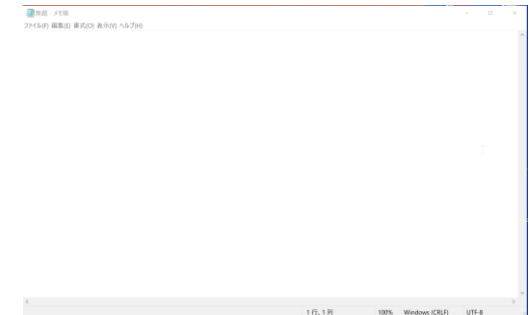 無題 - メモ帳
ファイル(F) 編集(E) 書式(O) 表示(V) ヘルプ(H)
1行、1列 100% Windows (CRLF) UTF-8